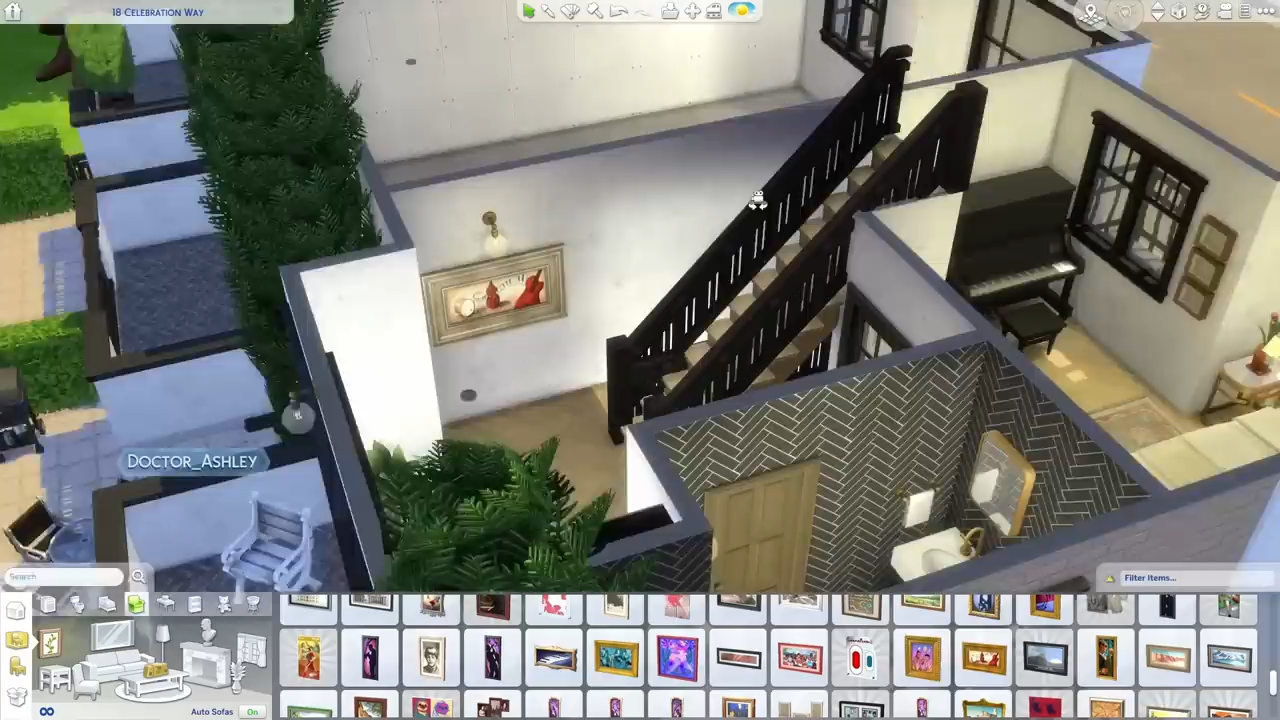 18 Celebration Way
Doctor_Ashley
Search
Filter Items...
Auto Sofas On